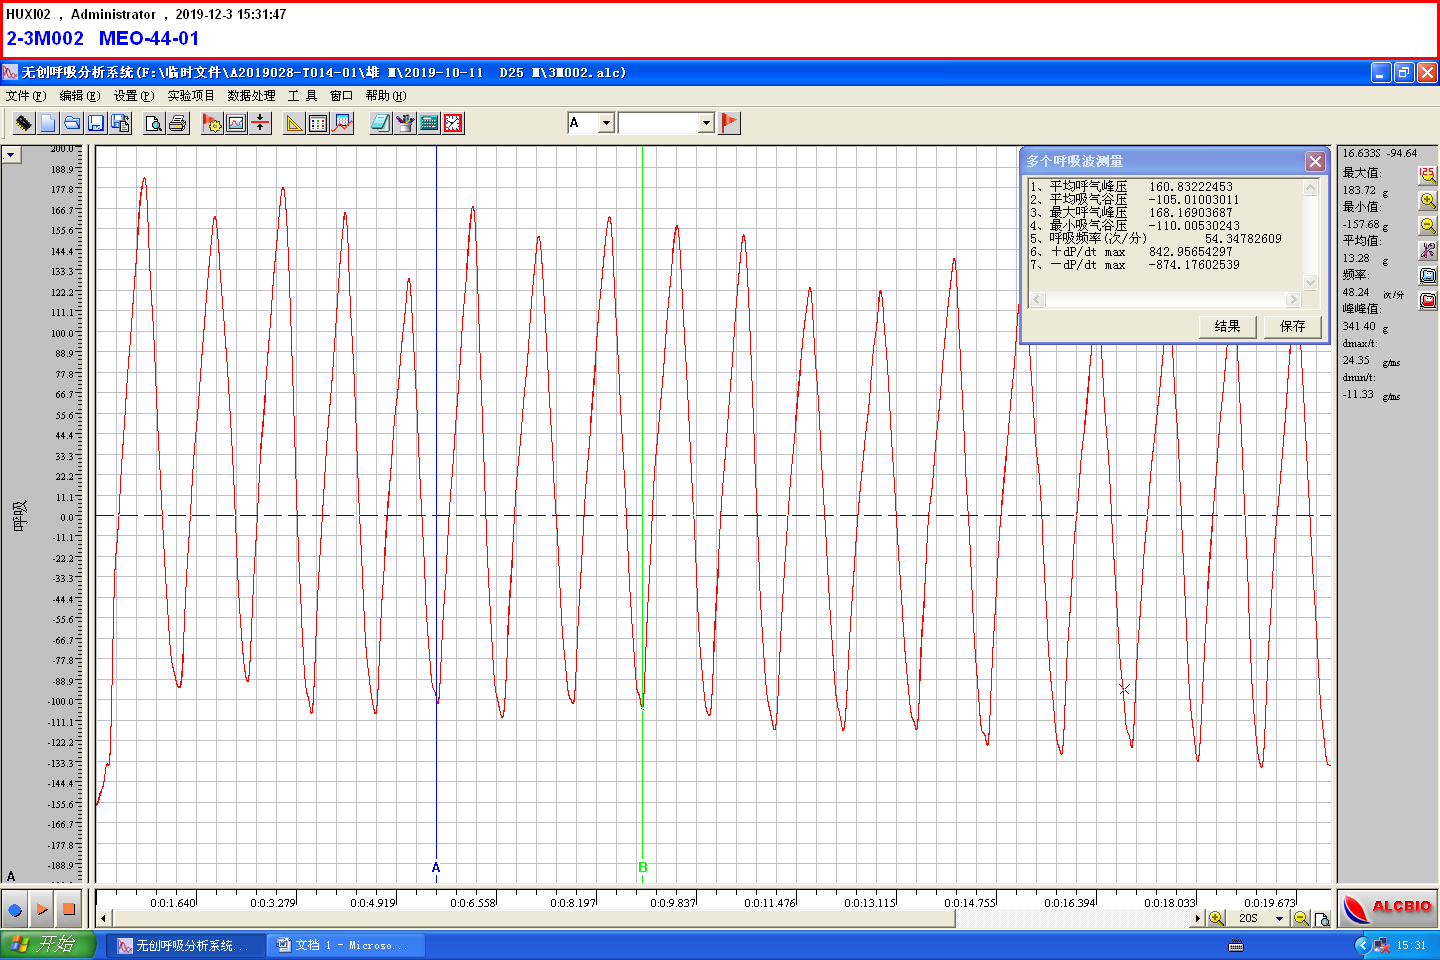 HUXI02 , Administrator , 2019-12-3 15:31:47
2-3M002 MEO-44-01
无创呼吸分析系统(F:\临时文件\A2019028-T014-01\雄 M\2019-10-11 D25 M\3M002.alc)
文件(F) 编辑(E) 设置(P) 实验项目 数据处理 工 具 窗口 帮助(H)
A
200.0
188.9
177.8
166.7
155.6
144.4
133.3
122.2
111.1
100.0
88.9
77.8
66.7
55.6
44.4
33.3
22.2
11.1
0.0
-11.1
-22.2
-33.3
-44.4
-55.6
-66.7
-77.8
-88.9
-100.0
-111.1
-122.2
-133.3
-144.4
-155.6
-166.7
-177.8
-188.9
呼吸
A
A
B
多个呼吸波测量
1、平均呼气峰压 160.83222453
2、平均吸气谷压 -105.01003011
3、最大呼气峰压 168.16903687
4、最小吸气谷压 -110.00530243
5、呼吸频率(次/分) 54.34782609
6、＋dP/dt max 842.95654297
7、－dP/dt max -874.17602539
结果 保存
16.633S -94.64
最大值:
183.72 g
最小值:
-157.68 g
平均值:
13.28 g
频率:
48.24 次/分
峰峰值:
341.40 g
dmax/t:
24.35 g/ms
dmin/t:
-11.33 g/ms
125
0:0:1.640 0:0:3.279 0:0:4.919 0:0:6.558 0:0:8.197 0:0:9.837 0:0:11.476 0:0:13.115 0:0:14.755 0:0:16.394 0:0:18.033 0:0:19.673
20S
ALCBIO
开始 无创呼吸分析系统... 文档 1 - Microso... 15:31